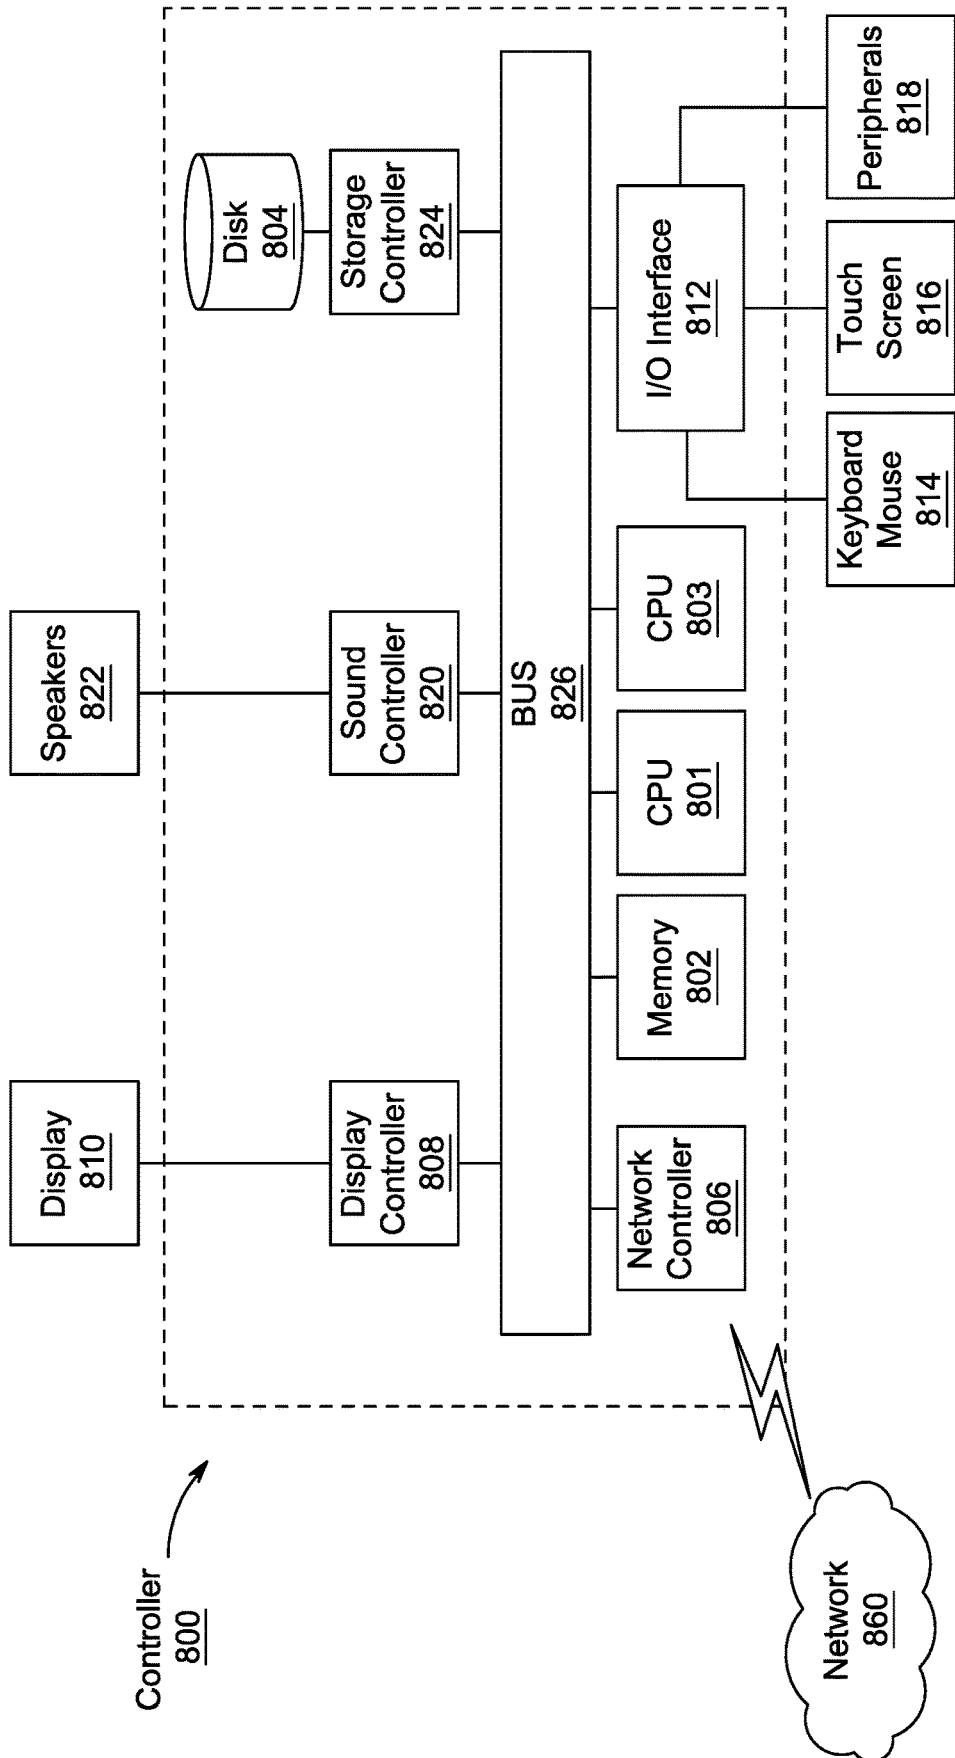 Controller
800
Display
810
Speakers
822
Display
Controller
808
Sound
Controller
820
Disk
804
Storage
Controller
824
BUS
826
Network
Controller
806
Memory
802
CPU
801
CPU
803
I/O Interface
812
Network
860
Keyboard
Mouse
814
Touch
Screen
816
Peripherals
818